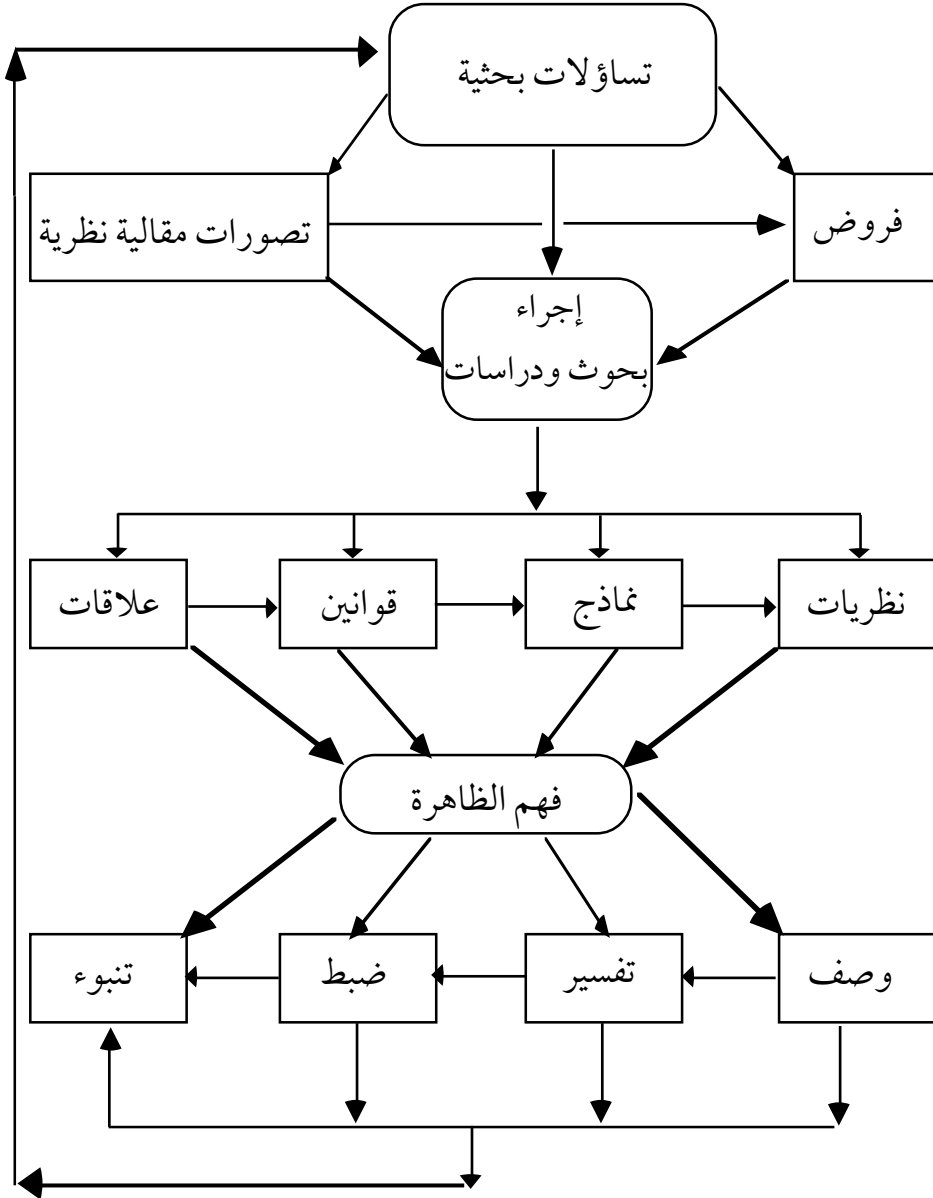 تساؤلات بحثية
فروض
تصورات مقالية نظرية
إجراء
بحوث ودراسات
نظريات
نماذج
قوانين
علاقات
فهم الظاهرة
وصف
تفسير
ضبط
تنبوء